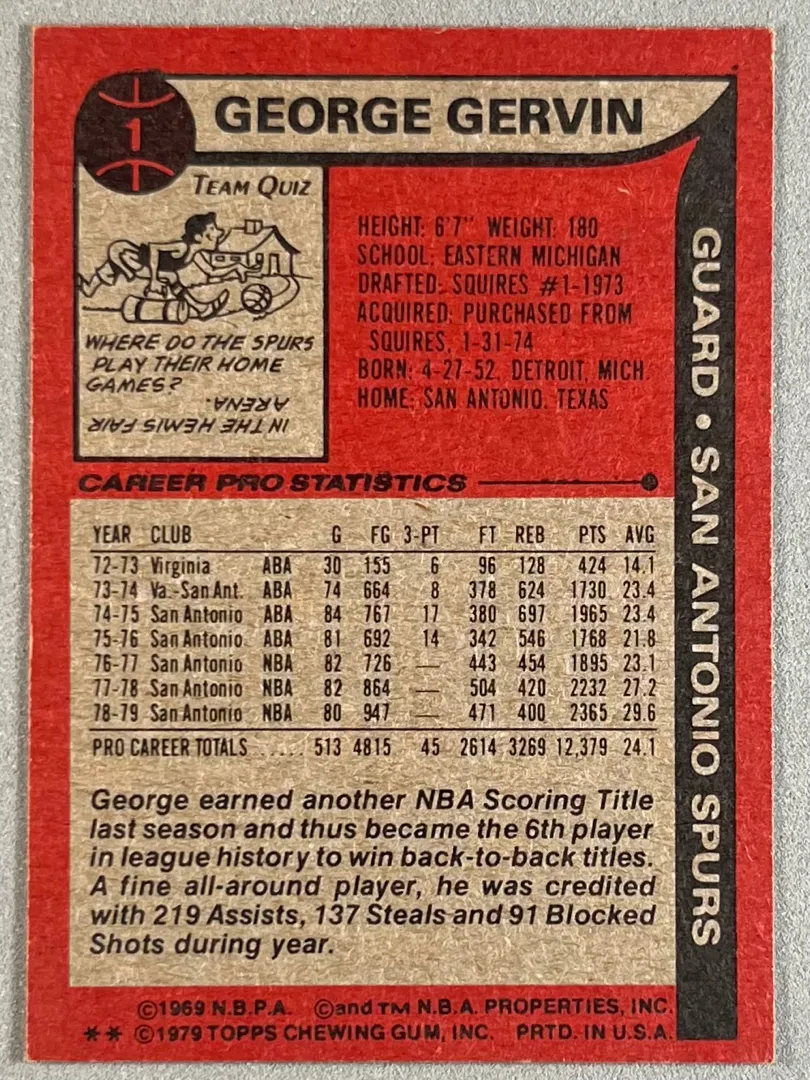 1
GEORGE GERVIN
TEAM QUIZ
WHERE DO THE SPURS
PLAY THEIR HOME
GAMES?
IN THE HEMIS FAIR
ARENA.
HEIGHT: 6'7" WEIGHT: 180
SCHOOL: EASTERN MICHIGAN
DRAFTED: SQUIRES #1-1973
ACQUIRED: PURCHASED FROM
SQUIRES, 1-31-74
BORN: 4-27-52, DETROIT, MICH.
HOME: SAN ANTONIO, TEXAS
GUARD • SAN ANTONIO SPURS
CAREER PRO STATISTICS
YEAR CLUB G FG 3-PT FT REB PTS AVG
72-73 Virginia ABA 30 155 6 96 128 424 14.1
73-74 Va.-San Ant. ABA 74 664 8 378 624 1730 23.4
74-75 San Antonio ABA 84 767 17 380 697 1965 23.4
75-76 San Antonio ABA 81 692 14 342 546 1768 21.8
76-77 San Antonio NBA 82 726 — 443 454 1895 23.1
77-78 San Antonio NBA 82 864 — 504 420 2232 27.2
78-79 San Antonio NBA 80 947 — 471 400 2365 29.6
PRO CAREER TOTALS ..... 513 4815 45 2614 3269 12,379 24.1
George earned another NBA Scoring Title
last season and thus became the 6th player
in league history to win back-to-back titles.
A fine all-around player, he was credited
with 219 Assists, 137 Steals and 91 Blocked
Shots during year.
©1969 N.B.P.A. ©and TM N.B.A. PROPERTIES, INC.
** ©1979 TOPPS CHEWING GUM, INC. PRTD. IN U.S.A.